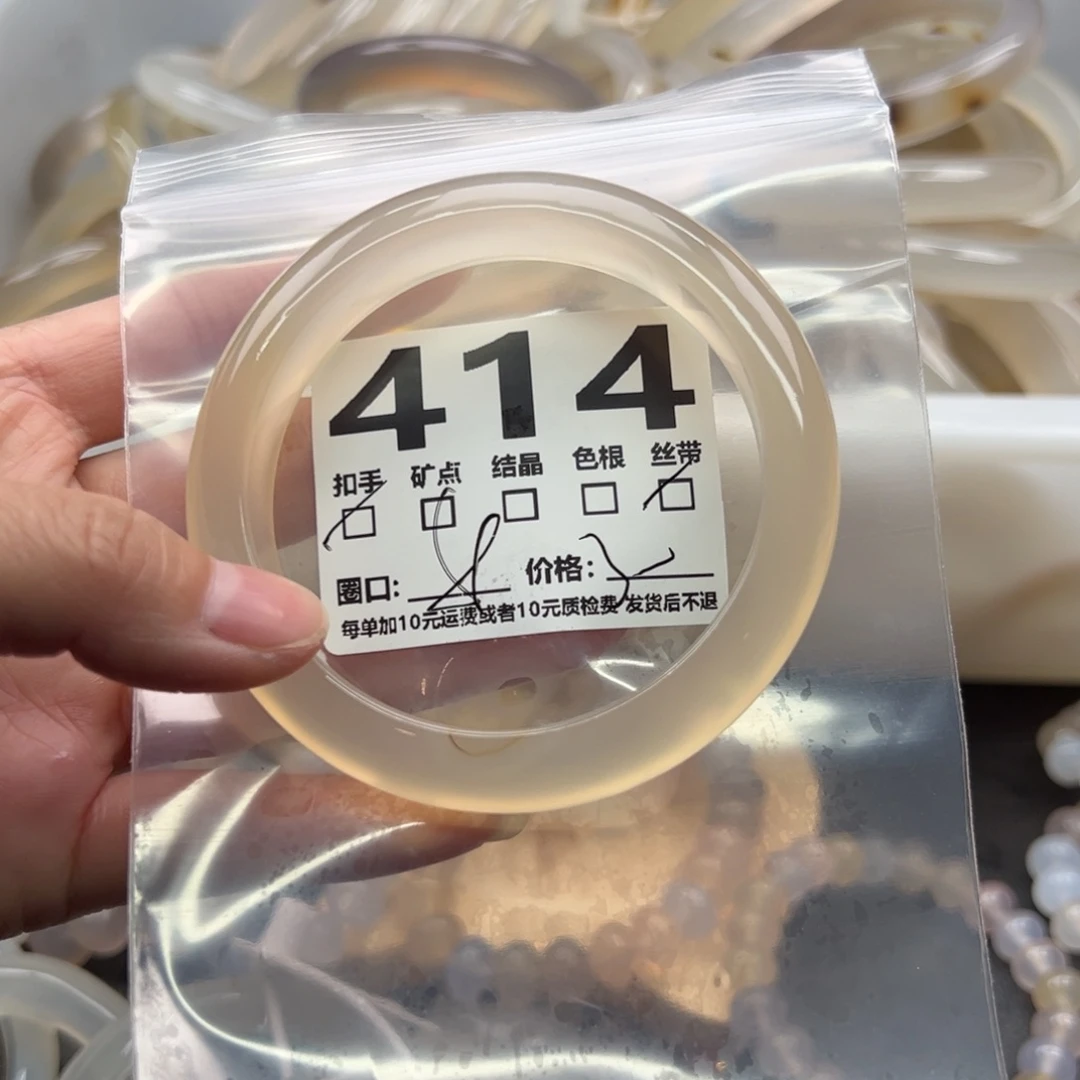 414
扣手 矿点 结晶 色根 丝带
圈口: 价格:
每单加10元运费或者10元质检费 发货后不退